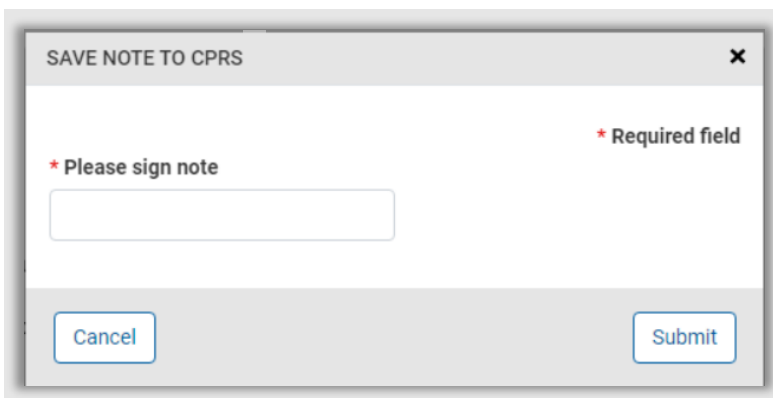 SAVE NOTE TO CPRS ×
* Required field
* Please sign note
Cancel Submit